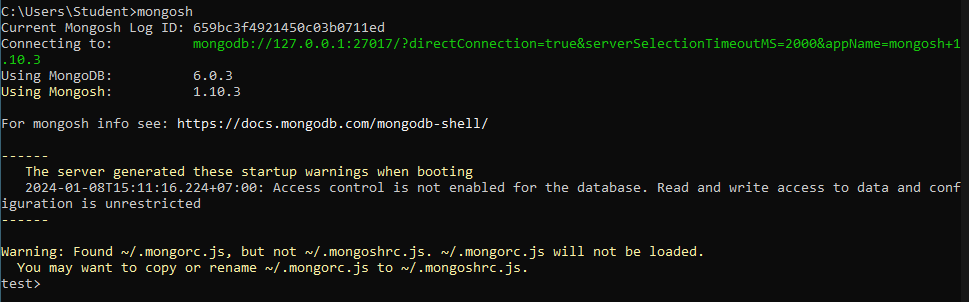 C:\Users\Student>mongosh
Current Mongosh Log ID: 659bc3f4921450c03b0711ed
Connecting to:          mongodb://127.0.0.1:27017/?directConnection=true&serverSelectionTimeoutMS=2000&appName=mongosh+1
.10.3
Using MongoDB:          6.0.3
Using Mongosh:          1.10.3
For mongosh info see: https://docs.mongodb.com/mongodb-shell/
------
   The server generated these startup warnings when booting
   2024-01-08T15:11:16.224+07:00: Access control is not enabled for the database. Read and write access to data and conf
iguration is unrestricted
------
Warning: Found ~/.mongorc.js, but not ~/.mongoshrc.js. ~/.mongorc.js will not be loaded.
  You may want to copy or rename ~/.mongorc.js to ~/.mongoshrc.js.
test>